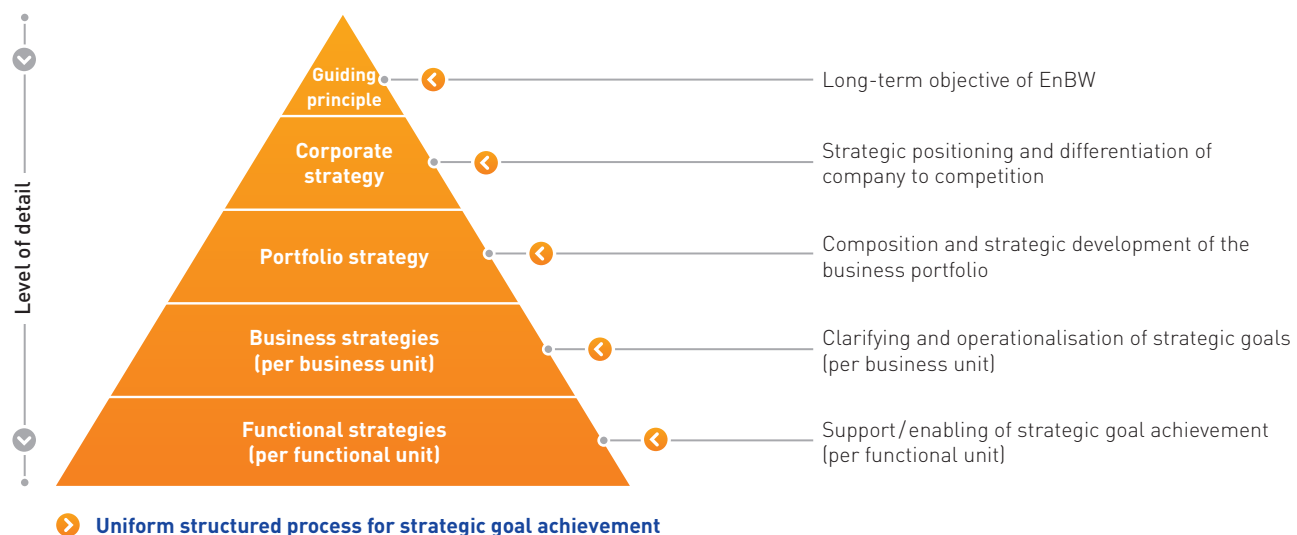 Level of detail
Guiding
principle
Long-term objective of EnBW
Corporate
strategy
Strategic positioning and differentiation of
company to competition
Portfolio strategy
Composition and strategic development of the
business portfolio
Business strategies
(per business unit)
Clarifying and operationalisation of strategic goals
(per business unit)
Functional strategies
(per functional unit)
Support/enabling of strategic goal achievement
(per functional unit)
Uniform structured process for strategic goal achievement